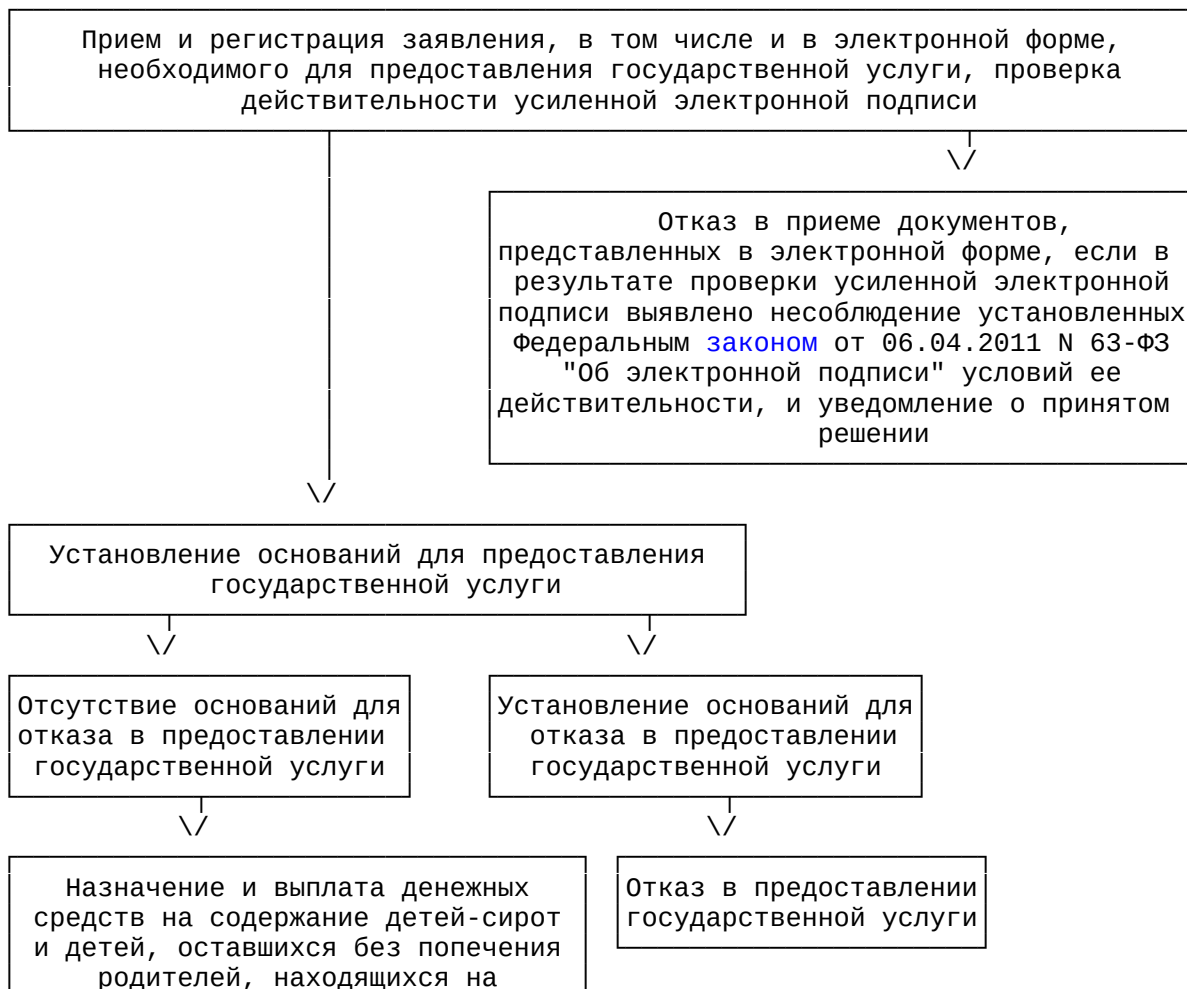 Прием и регистрация заявления, в том числе и в электронной форме,
необходимого для предоставления государственной услуги, проверка
действительности усиленной электронной подписи
\/
Отказ в приеме документов,
представленных в электронной форме, если в
результате проверки усиленной электронной
подписи выявлено несоблюдение установленных
Федеральным законом от 06.04.2011 N 63-ФЗ
"Об электронной подписи" условий ее
действительности, и уведомление о принятом
решении
\/
Установление оснований для предоставления
государственной услуги
\/ \/
Отсутствие оснований для
отказа в предоставлении
государственной услуги
Установление оснований для
отказа в предоставлении
государственной услуги
\/ \/
Назначение и выплата денежных
средств на содержание детей-сирот
и детей, оставшихся без попечения
родителей, находящихся на
Отказ в предоставлении
государственной услуги